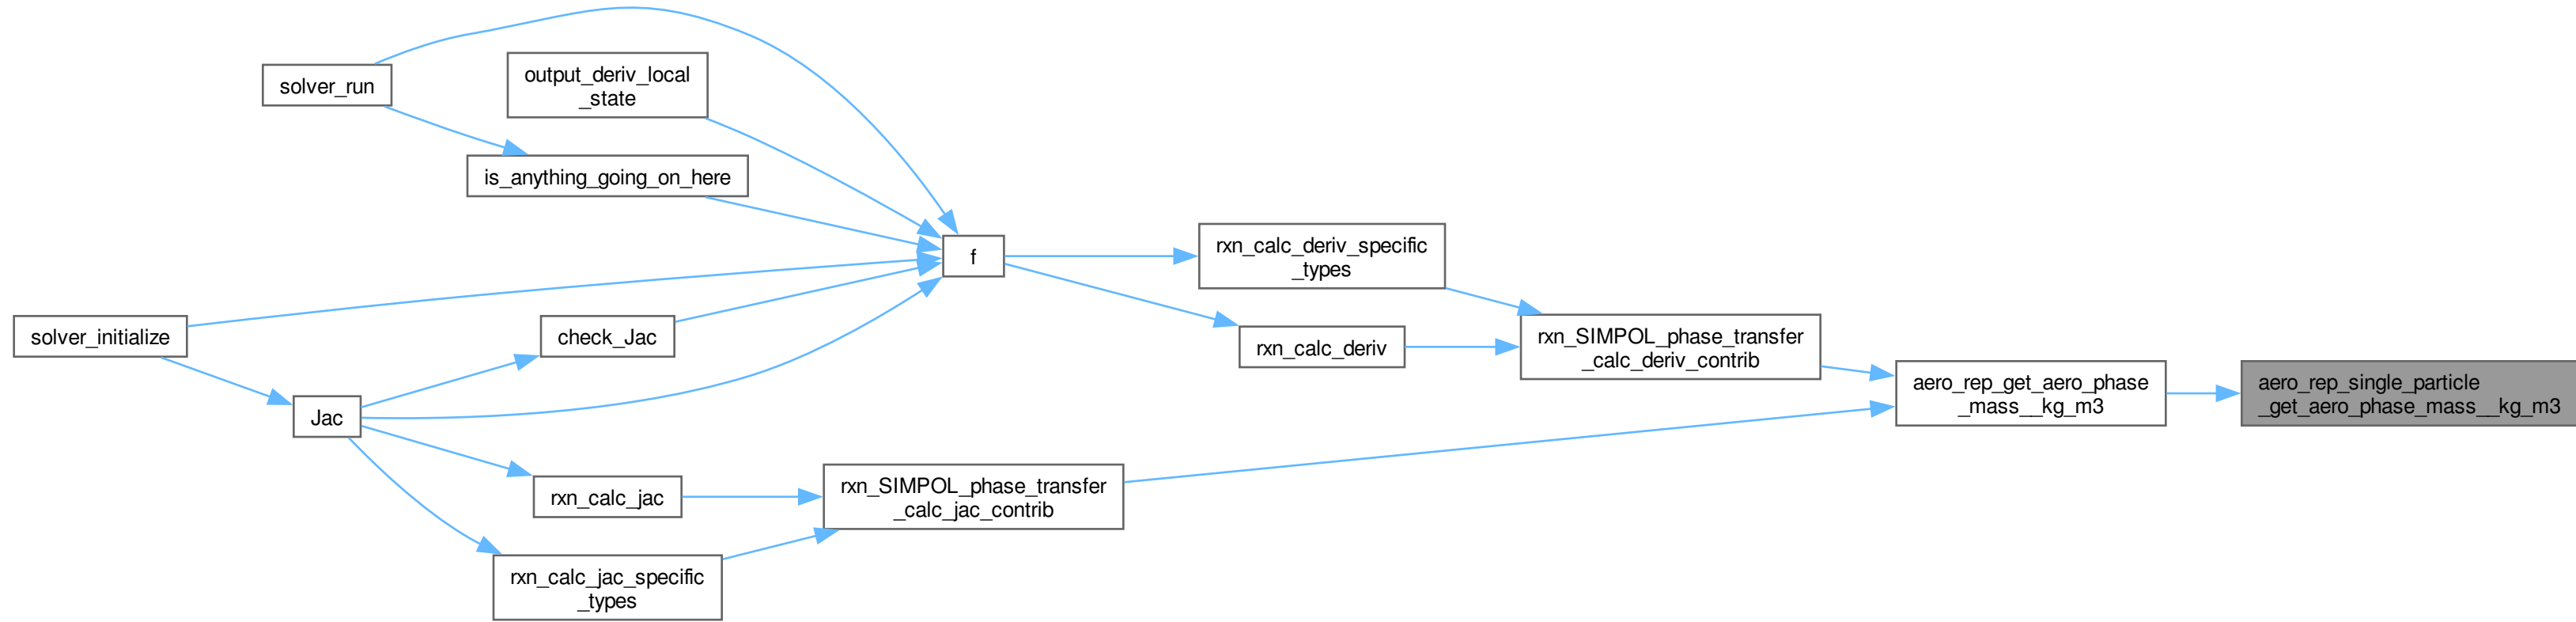 solver_run
output_deriv_local
_state
is_anything_going_on_here
f
rxn_calc_deriv_specific
_types
solver_initialize
check_Jac
rxn_calc_deriv
rxn_SIMPOL_phase_transfer
_calc_deriv_contrib
aero_rep_get_aero_phase
_mass__kg_m3
aero_rep_single_particle
_get_aero_phase_mass__kg_m3
Jac
rxn_calc_jac
rxn_SIMPOL_phase_transfer
_calc_jac_contrib
rxn_calc_jac_specific
_types